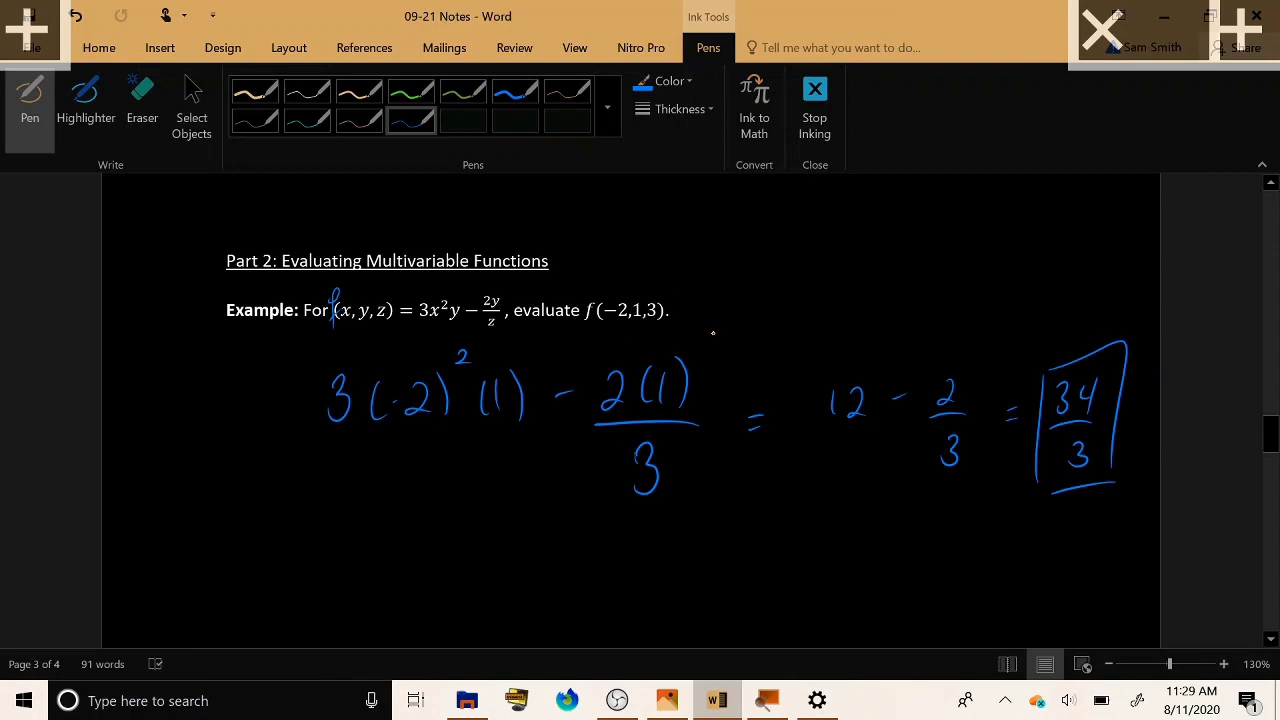 09-21 Notes - Word
Ink Tools
File Home Insert Design Layout References Mailings Review View Nitro Pro Pens Tell me what you want to do... Sam Smith Share
Pen Highlighter Eraser Select Objects
Color
Thickness
Ink to Math
Stop Inking
Write Pens Convert Close
Part 2: Evaluating Multivariable Functions
Example: For f(x, y, z) = 3x²y − 2y/z , evaluate f(−2,1,3).
3(-2)²(1) − 2(1)/3 = 12 − 2/3 = 34/3
Page 3 of 4 91 words 130%
Type here to search
11:29 AM
8/11/2020
1